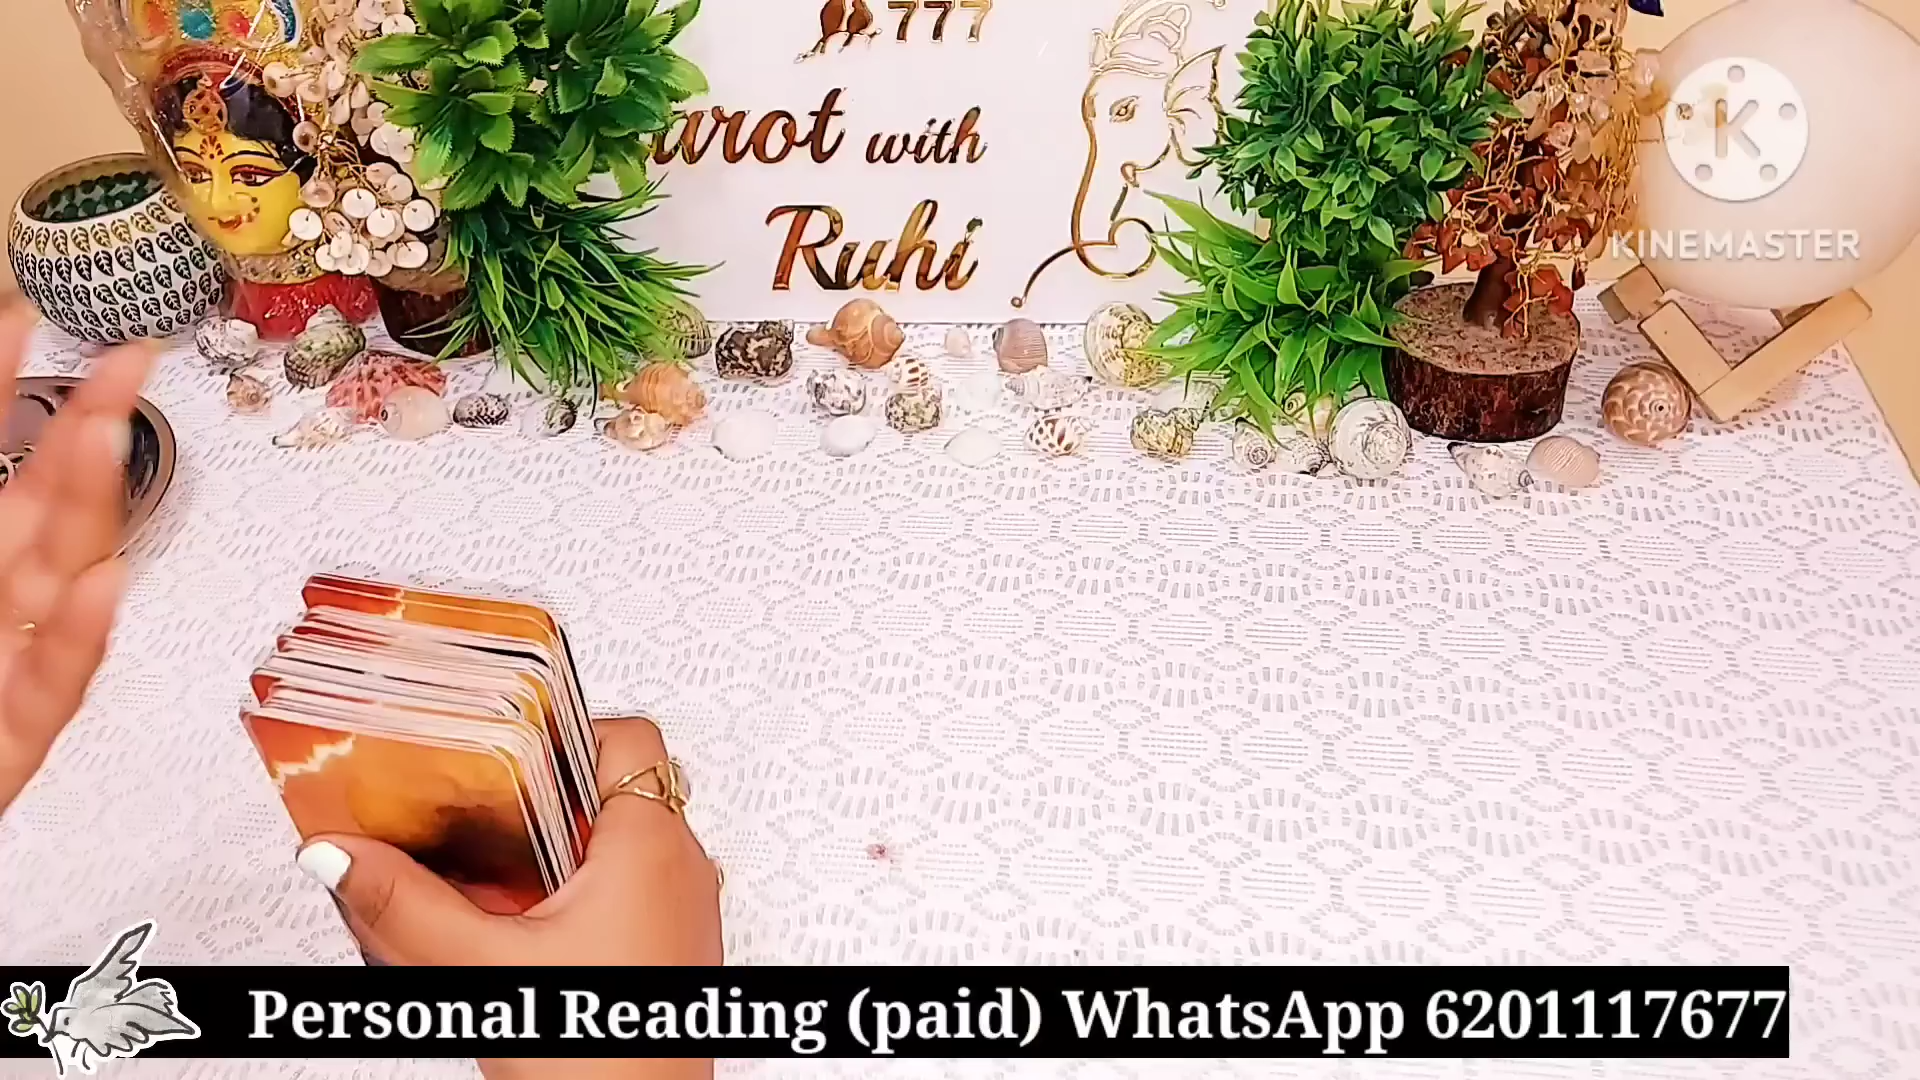 777
K
arot with
KINEMASTER
Ruhi
Personal Reading (paid) WhatsApp 6201117677